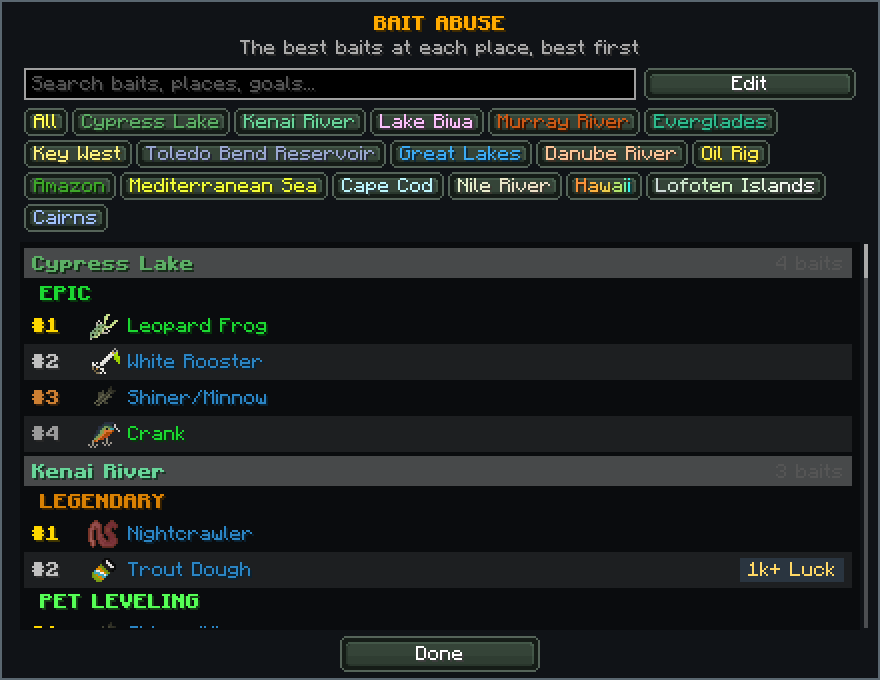 BAIT ABUSE
The best baits at each place, best first
Search baits, places, goals...
Edit
All Cypress Lake Kenai River Lake Biwa Murray River Everglades
Key West Toledo Bend Reservoir Great Lakes Danube River Oil Rig
Amazon Mediterranean Sea Cape Cod Nile River Hawaii Lofoten Islands
Cairns
Cypress Lake 4 baits
EPIC
#1 Leopard Frog
#2 White Rooster
#3 Shiner/Minnow
#4 Crank
Kenai River 3 baits
LEGENDARY
#1 Nightcrawler
#2 Trout Dough 1k+ Luck
PET LEVELING
Done